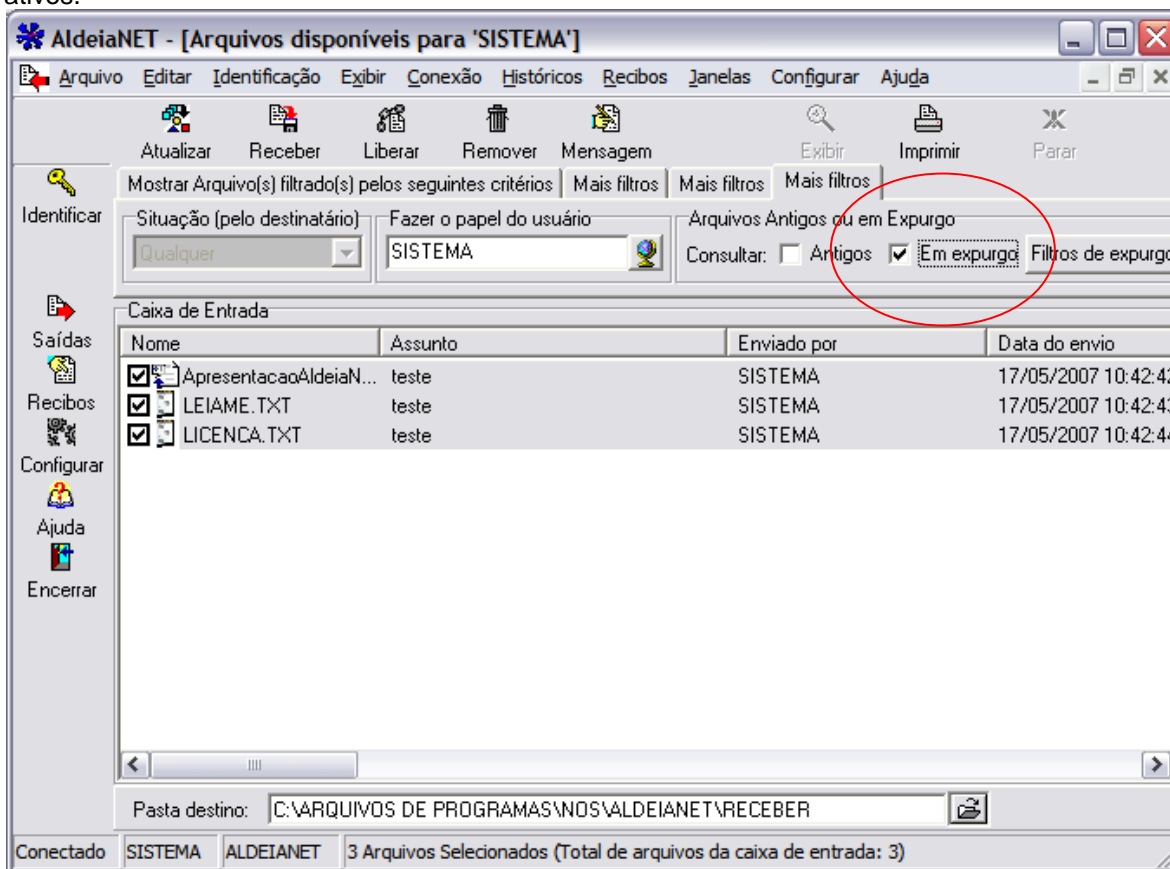 ativos.
AldeiaNET - [Arquivos disponíveis para 'SISTEMA']
Arquivo Editar Identificação Exibir Conexão Históricos Recibos Janelas Configurar Ajuda
Atualizar Receber Liberar Remover Mensagem Exibir Imprimir Parar
Mostrar Arquivo(s) filtrado(s) pelos seguintes critérios Mais filtros Mais filtros Mais filtros
Identificar
Situação (pelo destinatário) Fazer o papel do usuário Arquivos Antigos ou em Expurgo
Qualquer SISTEMA Consultar: Antigos Em expurgo Filtros de expurgo
Caixa de Entrada
Saídas
Nome Assunto Enviado por Data do envio
ApresentacaoAldeiaN... teste SISTEMA 17/05/2007 10:42:42
Recibos
LEIAME.TXT teste SISTEMA 17/05/2007 10:42:43
LICENCA.TXT teste SISTEMA 17/05/2007 10:42:44
Configurar
Ajuda
Encerrar
Pasta destino: C:\ARQUIVOS DE PROGRAMAS\NOS\ALDEIANET\RECEBER
Conectado SISTEMA ALDEIANET 3 Arquivos Selecionados (Total de arquivos da caixa de entrada: 3)